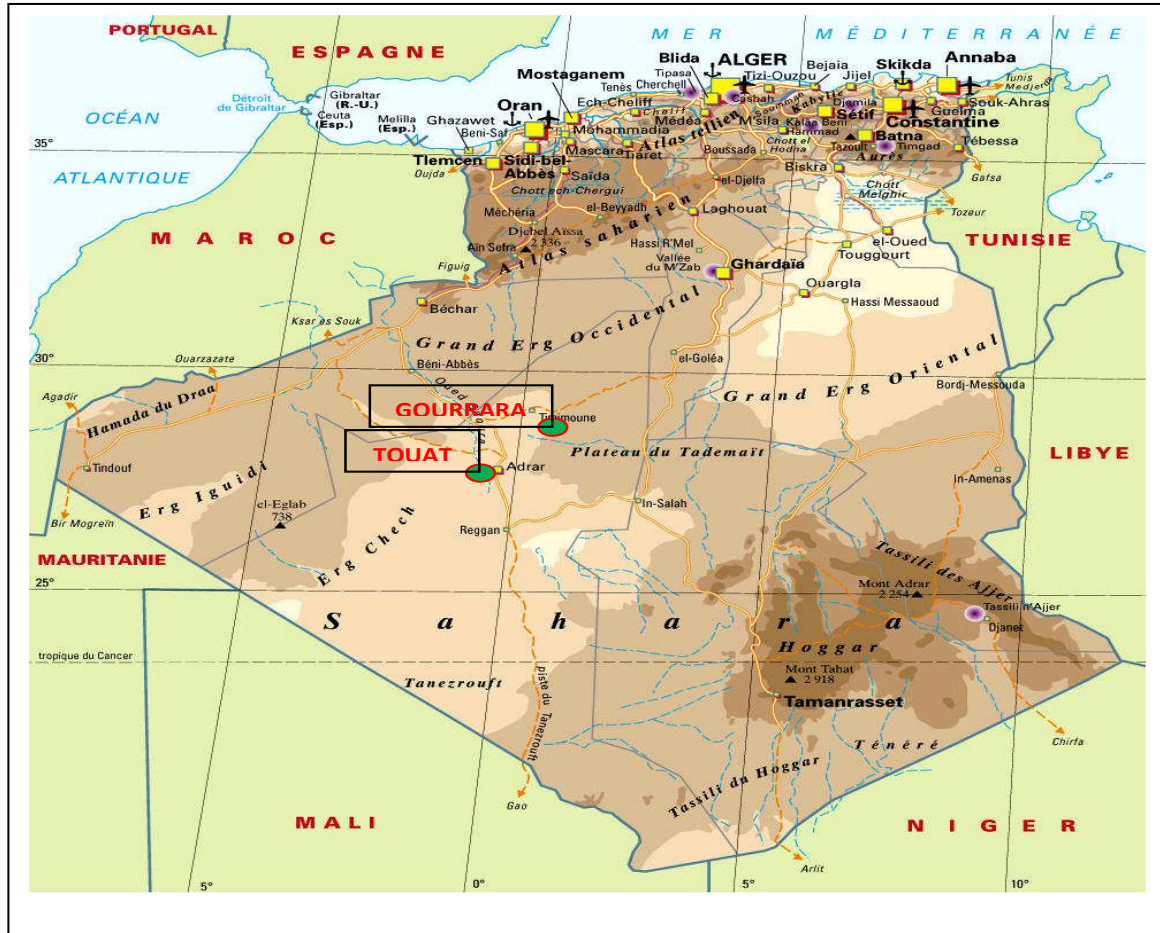 PORTUGAL
ESPAGNE
MER MÉDITERRANÉE
OCÉAN
ATLANTIQUE
Détroit
de Gibraltar
Gibraltar
(R.-U.)
Ceuta
(Esp.)
Melilla
(Esp.)
Ghazawet
Beni-Saf
Oran
Mostaganem
Tenès
Ech-Cheliff
Cheliff
Blida
ALGER
Tipasa
Cherchell
Casbah
Tizi-Ouzou
Bejaia
Jijel
Skikda
Annaba
Tunis
Medjerda
Souk-Ahras
Guelma
Constantine
Djemila
Sétif
Kabylie
Soummam
Kalaa Beni
Hammad
M'sila
Médéa
Atlas tellien
Mohammadia
Mascara
Tiaret
Boussada
Chott el
Hodna
Tazoult
Batna
Timgad
Aurès
Tébessa
Gafsa
35°
Tlemcen
Sidi-bel-
Abbès
Oujda
Saïda
Chott ech-Chergui
el-Djelfa
Biskra
Chott
Melghir
Tozeur
Mécheria
el-Beyyadh
Laghouat
Djebel Aïssa
2 336
Aïn Sefra
Atlas saharien
Hassi R'Mel
Vallée
du M'Zab
Ghardaïa
el-Oued
Touggourt
Ouargla
Hassi Messaoud
MAROC
TUNISIE
Figuig
Béchar
Ksar es Souk
Ouarzazate
Grand Erg Occidental
Béni-Abbès
el-Goléa
Grand Erg Oriental
Bordj-Messouda
30°
Agadir
Hamada du Draa
Oued
GOURRARA
TOUAT
Adrar
Plateau du Tademaït
LIBYE
Tindouf
Erg Iguidi
el-Eglab
738
In-Salah
In-Amenas
Bir Mogreïn
Reggan
Erg Chech
MAURITANIE
25°
Tassili des Ajjer
Mont Adrar
2 254
Tassili n'Ajjer
Djanet
Sahara
Hoggar
Mont Tahat
2 918
tropique du Cancer
Tanezrouft
piste du Tanezrouft
Tamanrasset
Ténéré
Chirfa
Tassili du Hoggar
Gao
Arlit
MALI
NIGER
5°
0°
5°
10°